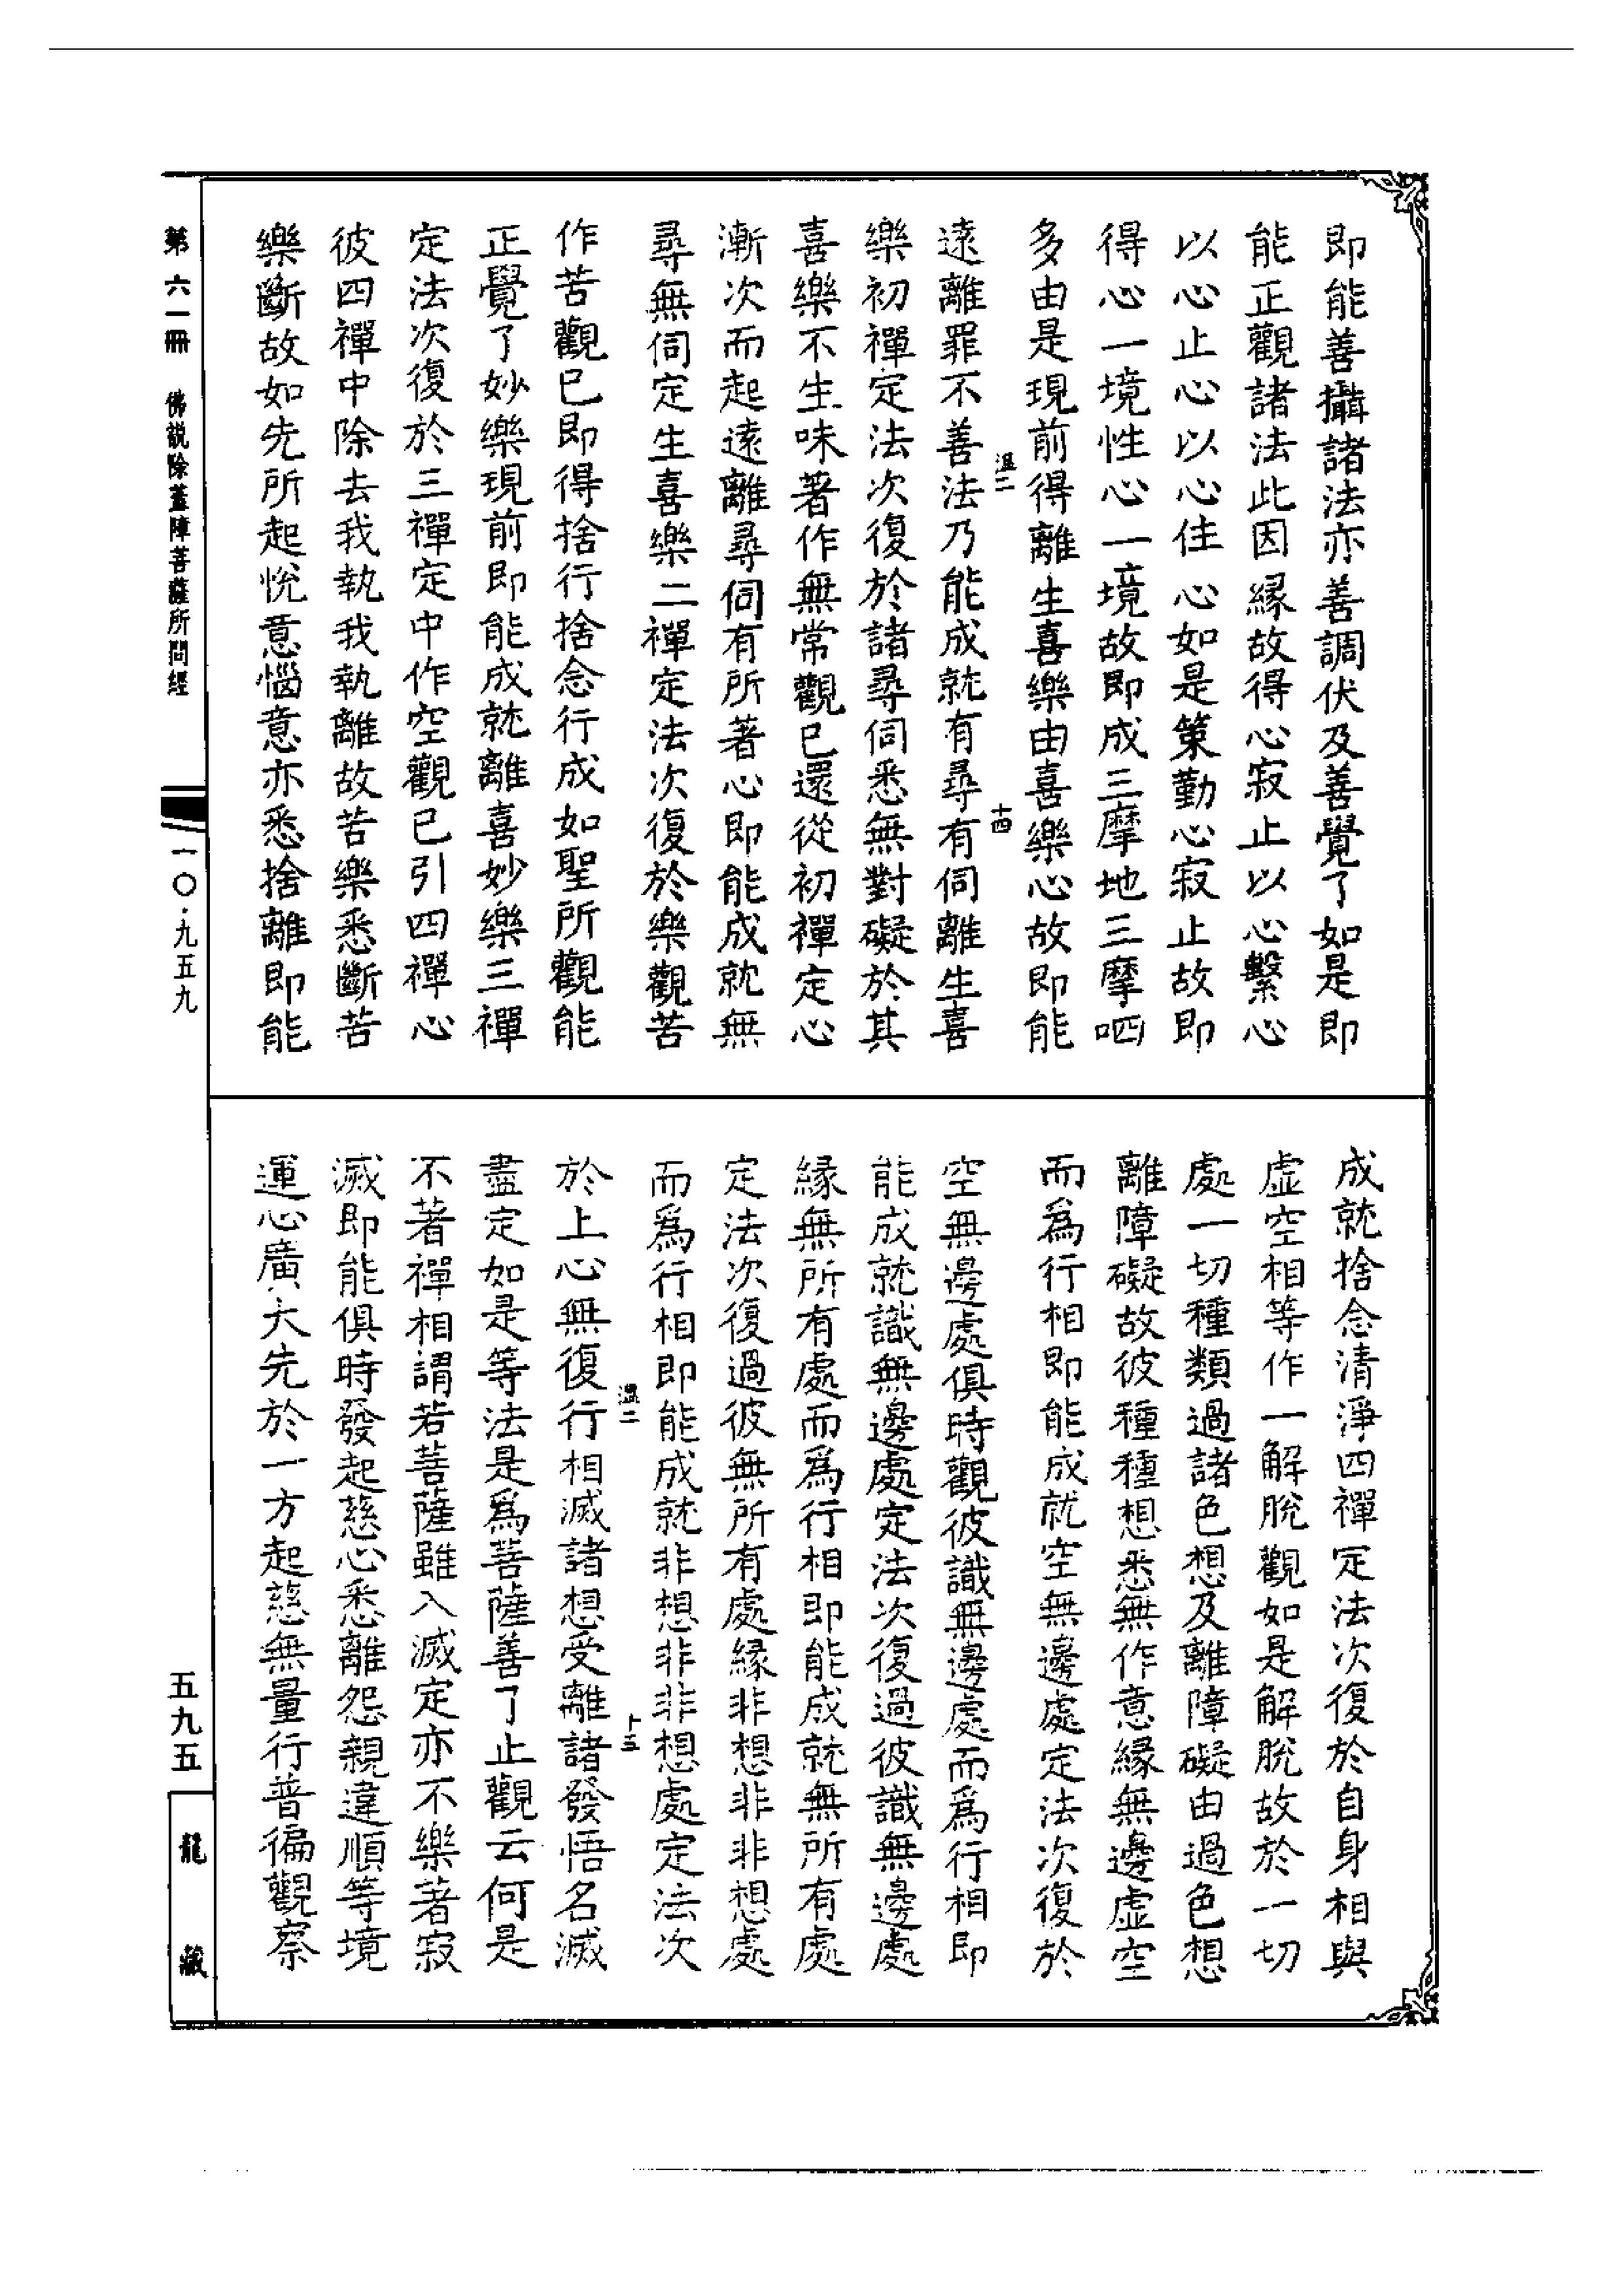 即能善攝諸法亦善調伏及善覺了如是即
能正觀諸法此因緣故得心寂止以心繫心
以心止心以心住心如是策勤心寂止故即
得心一境性心一境故即成三摩地三摩呬
多由是現前得離生喜樂由喜樂心故即能
遠離罪不善法乃能成就有尋有伺離生喜
樂初禪定法次復於諸尋伺悉無對礙於其
喜樂不生味著作無常觀已還從初禪定心
漸次而起遠離尋伺有所著心即能成就無
尋無伺定生喜樂二禪定法次復於樂觀苦
作苦觀已即得捨行捨念行成如聖所觀能
正覺了妙樂現前即能成就離喜妙樂三禪
定法次復於三禪定中作空觀已引四禪心
彼四禪中除去我執我執離故苦樂悉斷苦
樂斷故如先所起悅意惱意亦悉捨離即能
溫二
十四
成就捨念清淨四禪定法次復於自身相與
虛空相等作一解脫觀如是解脫故於一切
處一切種類過諸色想及離障礙由過色想
離障礙故彼種種想悉無作意緣無邊虛空
而為行相即能成就空無邊處定法次復於
空無邊處俱時觀彼識無邊處而為行相即
能成就識無邊處定法次復過彼識無邊處
緣無所有處而為行相即能成就無所有處
定法次復過彼無所有處緣非想非非想處
而為行相即能成就非想非非想處定法次
於上心無復行相滅諸想受離諸發悟名滅
盡定如是等法是為菩薩善了止觀云何是
不著禪相謂若菩薩雖入滅定亦不樂著寂
滅即能俱時發起慈心悉離怨親違順等境
運心廣大先於一方起慈無量行普徧觀察
溫二
第六一冊 佛說除蓋障菩薩所問經
一〇·九五九
五九五
龍藏